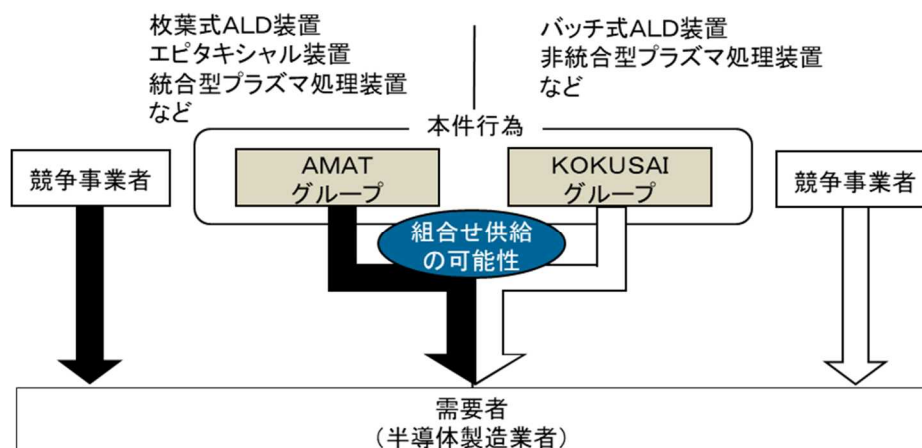 枚葉式ALD装置
エピタキシャル装置
統合型プラズマ処理装置
など
バッチ式ALD装置
非統合型プラズマ処理装置
など
本件行為
競争事業者
AMAT
グループ
KOKUSAI
グループ
競争事業者
組合せ供給
の可能性
需要者
(半導体製造業者)